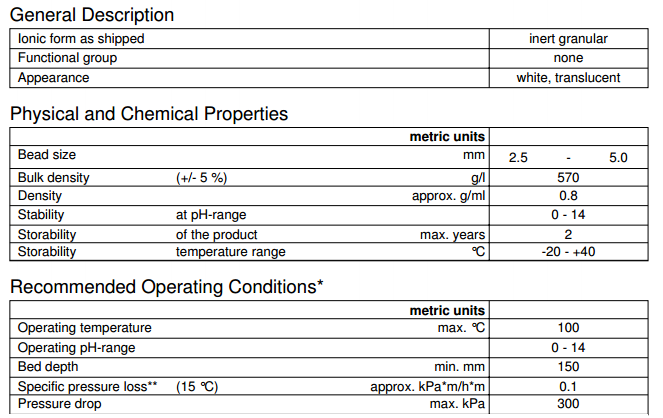 General Description
Ionic form as shipped inert granular
Functional group none
Appearance white, translucent
Physical and Chemical Properties
metric units
Bead size mm 2.5 - 5.0
Bulk density (+/- 5 %) g/l 570
Density approx. g/ml 0.8
Stability at pH-range 0 - 14
Storability of the product max. years 2
Storability temperature range °C -20 - +40
Recommended Operating Conditions*
metric units
Operating temperature max. °C 100
Operating pH-range 0 - 14
Bed depth min. mm 150
Specific pressure loss** (15 °C) approx. kPa*m/h*m 0.1
Pressure drop max. kPa 300